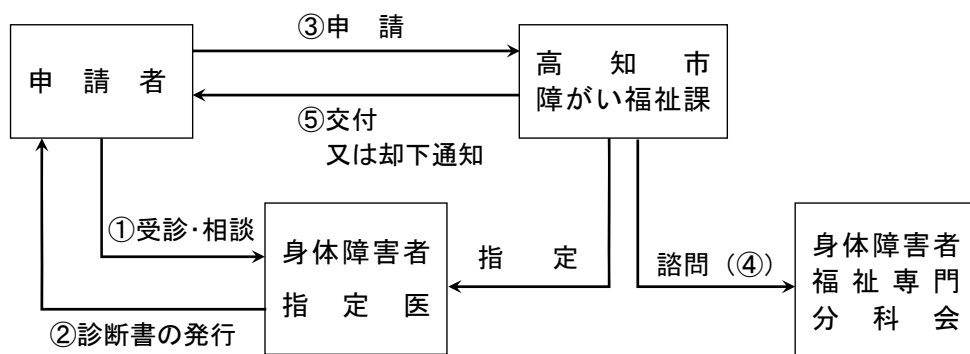 ③申　請
申　請　者
高　知　市
障がい福祉課
⑤交付
又は却下通知
①受診・相談
身体障害者
指　定　医
指　定
諮問（④）
身体障害者
福祉専門
分　科　会
②診断書の発行